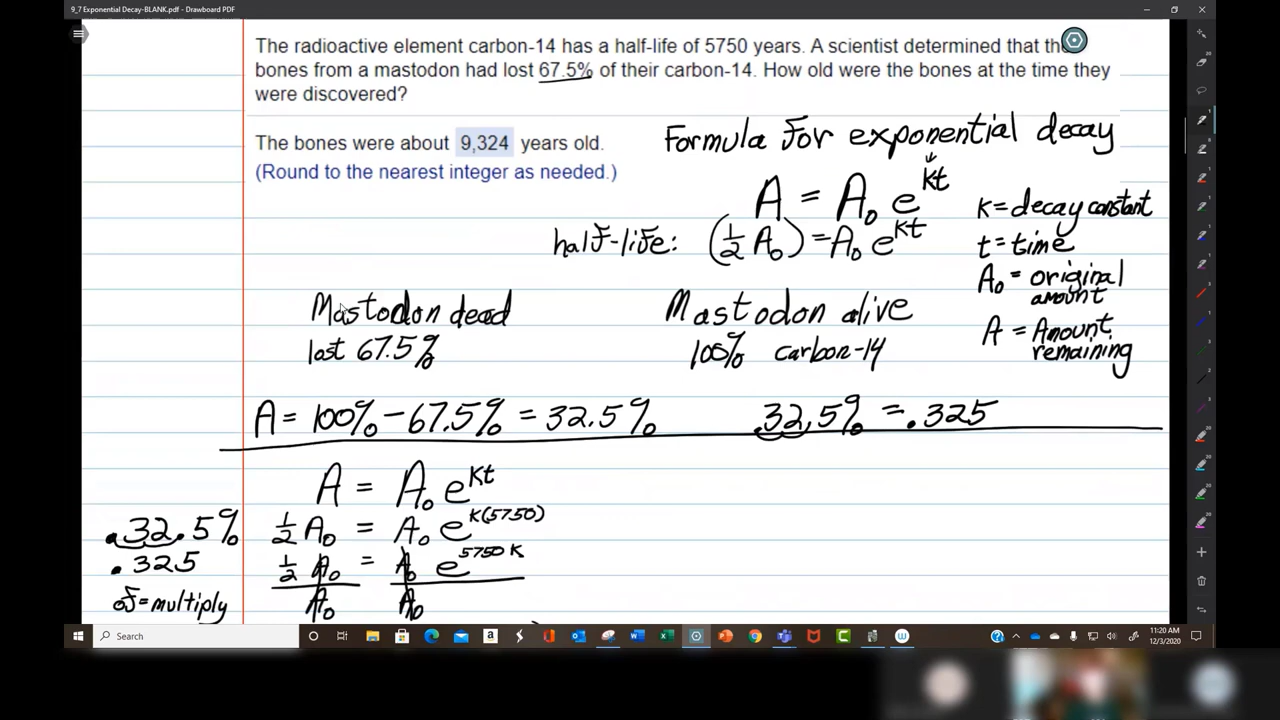 9_7 Exponential Decay-BLANK.pdf - Drawboard PDF
The radioactive element carbon-14 has a half-life of 5750 years. A scientist determined that the
bones from a mastodon had lost 67.5% of their carbon-14. How old were the bones at the time they
were discovered?
The bones were about 9,324 years old.
(Round to the nearest integer as needed.)
Formula for exponential decay
A = A₀ e^kt
half-life: (½ A₀) = A₀ e^kt
K = decay constant
t = time
A₀ = original
amount
A = Amount
remaining
Mastodon dead
lost 67.5%
Mastodon alive
100% carbon-14
A = 100% - 67.5% = 32.5%
.32.5% = .325
A = A₀ e^Kt
½ A₀ = A₀ e^K(5750)
½ A₀ = A₀ e^5750 K
A₀ A₀
.32.5%
.325
of = multiply
Search
11:20 AM
12/3/2020